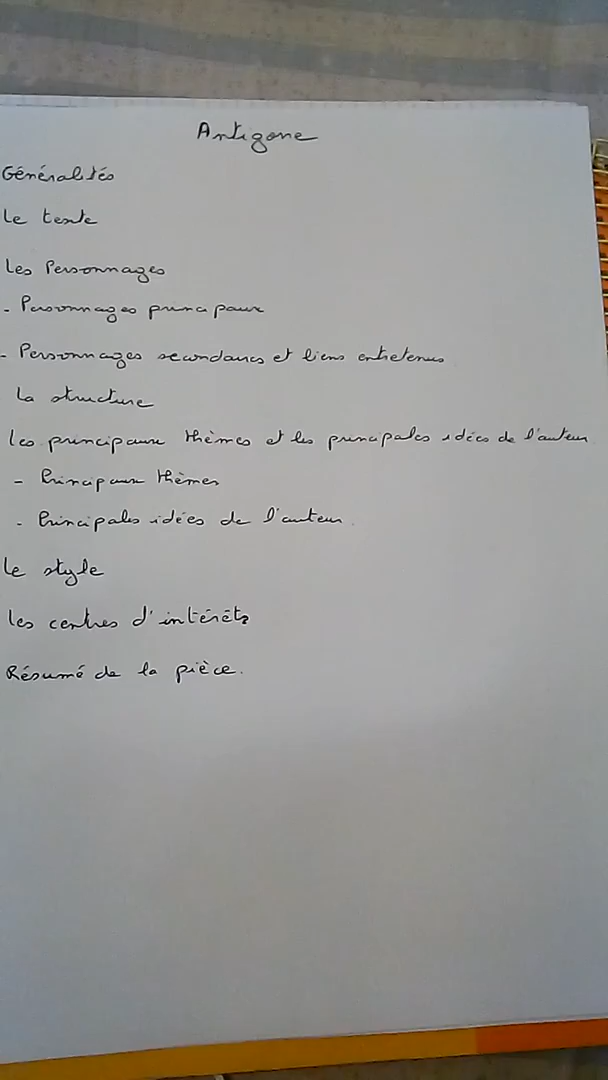 Antigone
Généralités
Le texte
Les Personnages
- Personnages principaux
- Personnages secondaires et liens entretenus
La structure
Les principaux thèmes et les principales idées de l'auteur
- Principaux thèmes
- Principales idées de l'auteur.
Le style
Les centres d'intérêts
Résumé de la pièce.